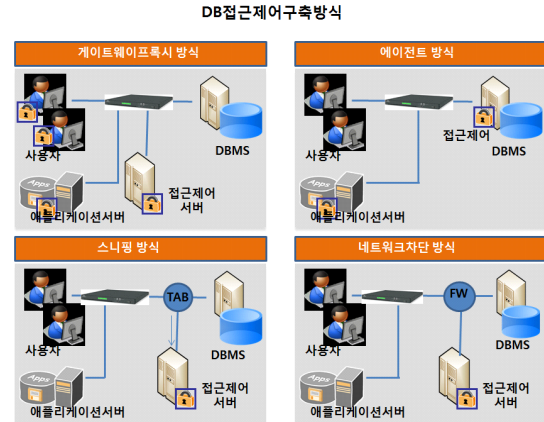 DB접근제어구축방식
게이트웨이프록시 방식
에이전트 방식
사용자
DBMS
접근제어
서버
Apps
애플리케이션서버
사용자
접근제어
DBMS
Apps
애플리케이션서버
스니핑 방식
네트워크차단 방식
TAB
사용자
DBMS
접근제어
서버
Apps
애플리케이션서버
FW
사용자
DBMS
접근제어
서버
Apps
애플리케이션서버